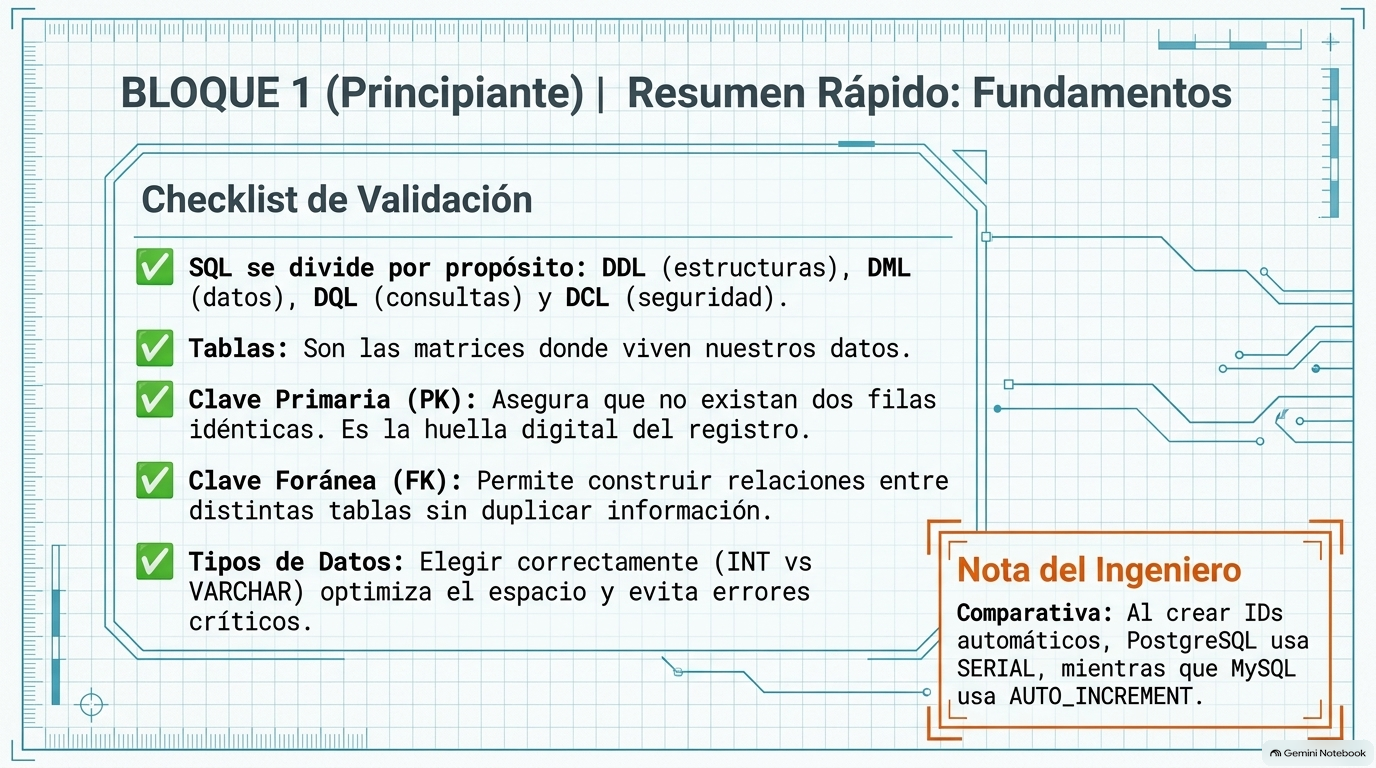 BLOQUE 1 (Principiante) | Resumen Rápido: Fundamentos
Checklist de Validación
✅ SQL se divide por propósito: DDL (estructuras), DML
(datos), DQL (consultas) y DCL (seguridad).
✅ Tablas: Son las matrices donde viven nuestros datos.
✅ Clave Primaria (PK): Asegura que no existan dos filas
idénticas. Es la huella digital del registro.
✅ Clave Foránea (FK): Permite construir relaciones entre
distintas tablas sin duplicar información.
✅ Tipos de Datos: Elegir correctamente (INT vs
VARCHAR) optimiza el espacio y evita errores
críticos.
Nota del Ingeniero
Comparativa: Al crear IDs
automáticos, PostgreSQL usa
SERIAL, mientras que MySQL
usa AUTO_INCREMENT.
Gemini Notebook